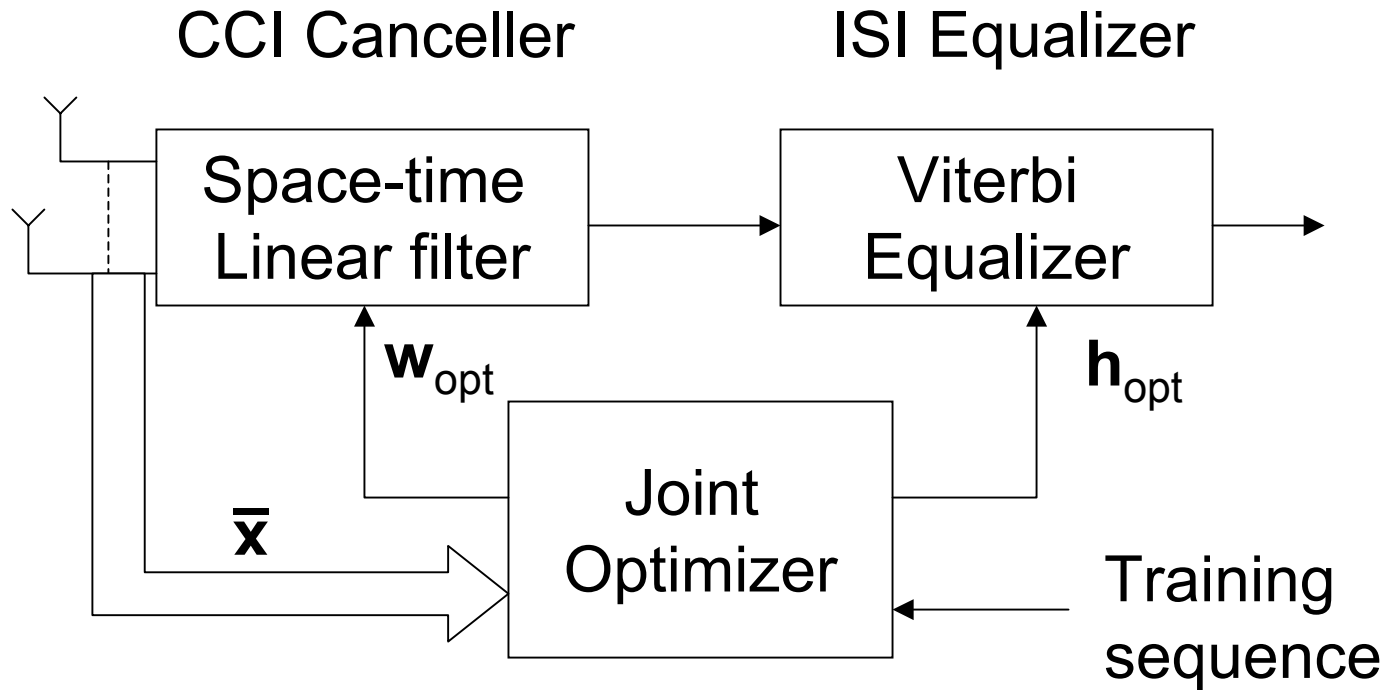 CCI Canceller
ISI Equalizer
Space-time
Linear filter
Viterbi
Equalizer
w_opt
h_opt
Joint
Optimizer
x̅
Training
sequence